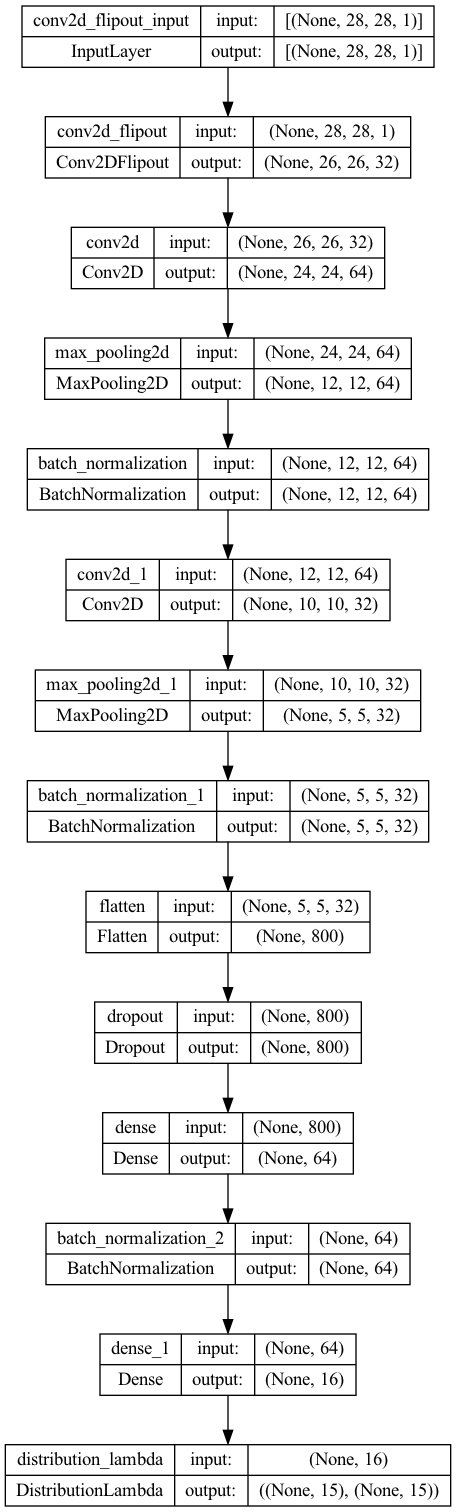 conv2d_flipout_input input: [(None, 28, 28, 1)]
InputLayer output: [(None, 28, 28, 1)]
conv2d_flipout input: (None, 28, 28, 1)
Conv2DFlipout output: (None, 26, 26, 32)
conv2d input: (None, 26, 26, 32)
Conv2D output: (None, 24, 24, 64)
max_pooling2d input: (None, 24, 24, 64)
MaxPooling2D output: (None, 12, 12, 64)
batch_normalization input: (None, 12, 12, 64)
BatchNormalization output: (None, 12, 12, 64)
conv2d_1 input: (None, 12, 12, 64)
Conv2D output: (None, 10, 10, 32)
max_pooling2d_1 input: (None, 10, 10, 32)
MaxPooling2D output: (None, 5, 5, 32)
batch_normalization_1 input: (None, 5, 5, 32)
BatchNormalization output: (None, 5, 5, 32)
flatten input: (None, 5, 5, 32)
Flatten output: (None, 800)
dropout input: (None, 800)
Dropout output: (None, 800)
dense input: (None, 800)
Dense output: (None, 64)
batch_normalization_2 input: (None, 64)
BatchNormalization output: (None, 64)
dense_1 input: (None, 64)
Dense output: (None, 16)
distribution_lambda input: (None, 16)
DistributionLambda output: ((None, 15), (None, 15))